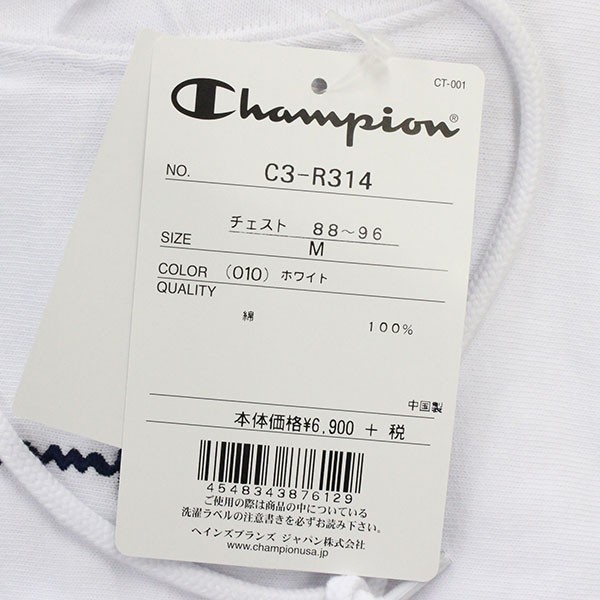 CT-001
Champion
NO. C3-R314
チェスト 88~96
SIZE M
COLOR (010) ホワイト
QUALITY
綿 100%
中国製
本体価格¥6,900 + 税
4548343876129
ご使用の際は商品の中についている
洗濯ラベルの注意書きを必ずお読み下さい。
ヘインズブランズ ジャパン株式会社
www.championusa.jp